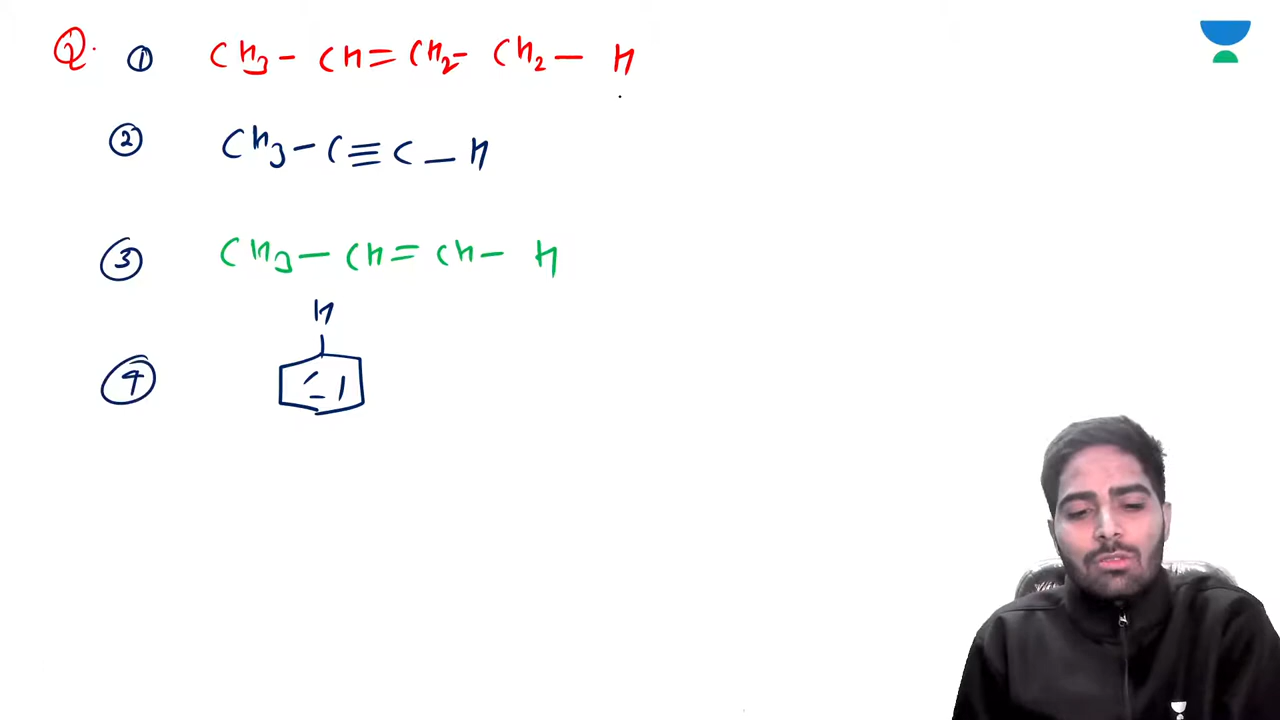 Q. ① CH₃ - CH = CH₂ - CH₂ - H
② CH₃ - C ≡ C - H
③ CH₃ - CH = CH - H
H
④